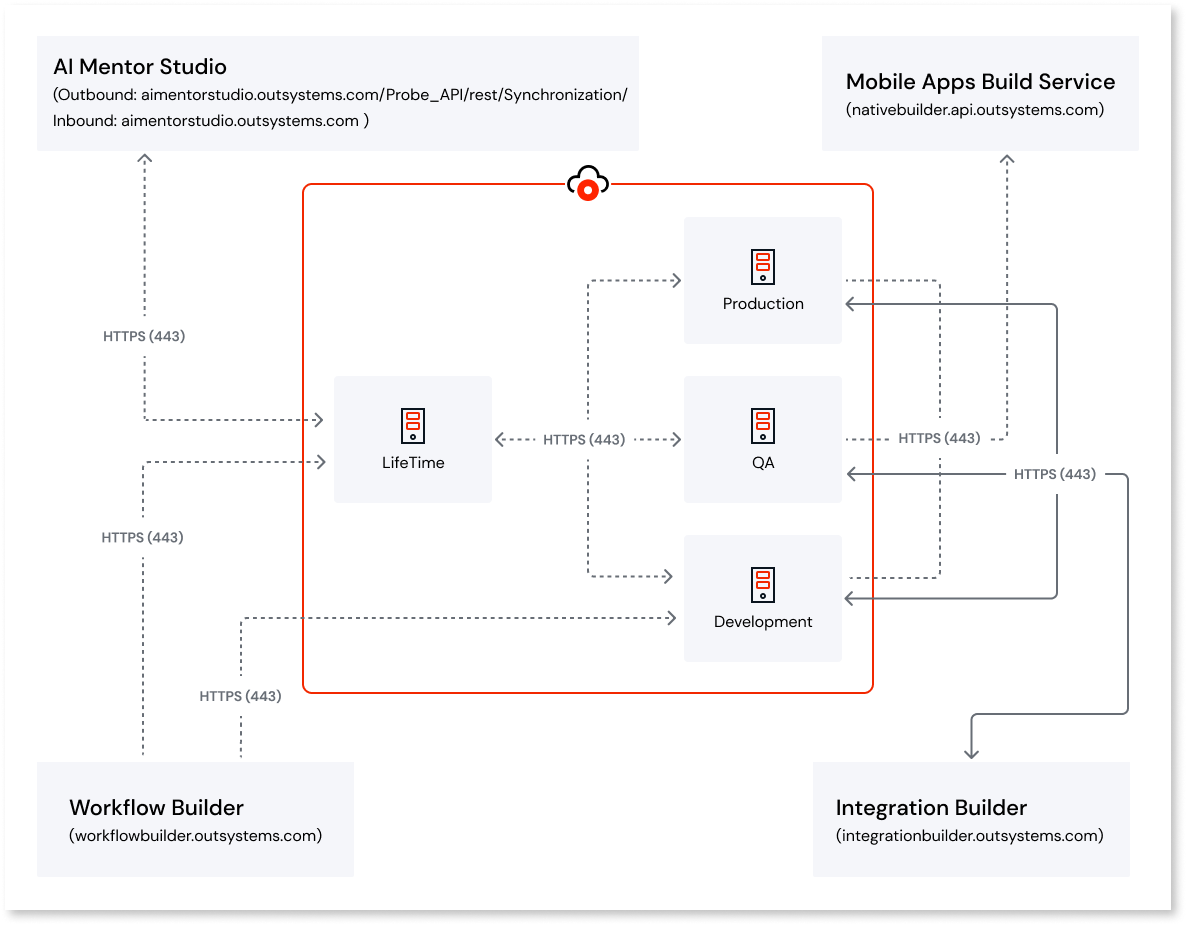 AI Mentor Studio
(Outbound: aimentorstudio.outsystems.com/Probe_API/rest/Synchronization/
Inbound: aimentorstudio.outsystems.com )
Mobile Apps Build Service
(nativebuilder.api.outsystems.com)
Production
HTTPS (443)
LifeTime
HTTPS (443)
QA
HTTPS (443)
HTTPS (443)
HTTPS (443)
Development
HTTPS (443)
Workflow Builder
(workflowbuilder.outsystems.com)
Integration Builder
(integrationbuilder.outsystems.com)